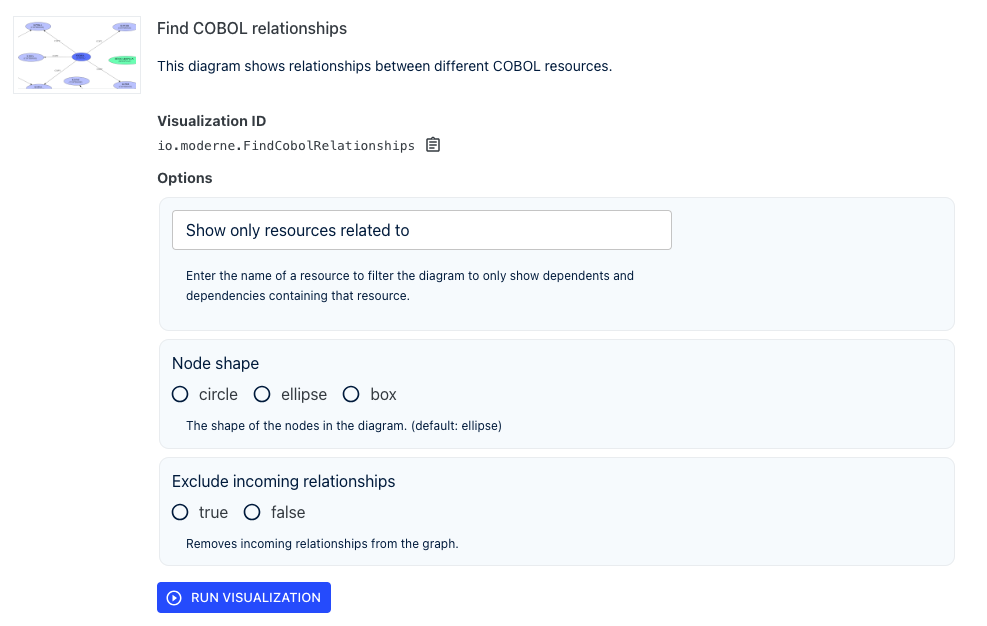 Find COBOL relationships
This diagram shows relationships between different COBOL resources.
Visualization ID
io.moderne.FindCobolRelationships
Options
Show only resources related to
Enter the name of a resource to filter the diagram to only show dependents and
dependencies containing that resource.
Node shape
circle ellipse box
The shape of the nodes in the diagram. (default: ellipse)
Exclude incoming relationships
true false
Removes incoming relationships from the graph.
RUN VISUALIZATION